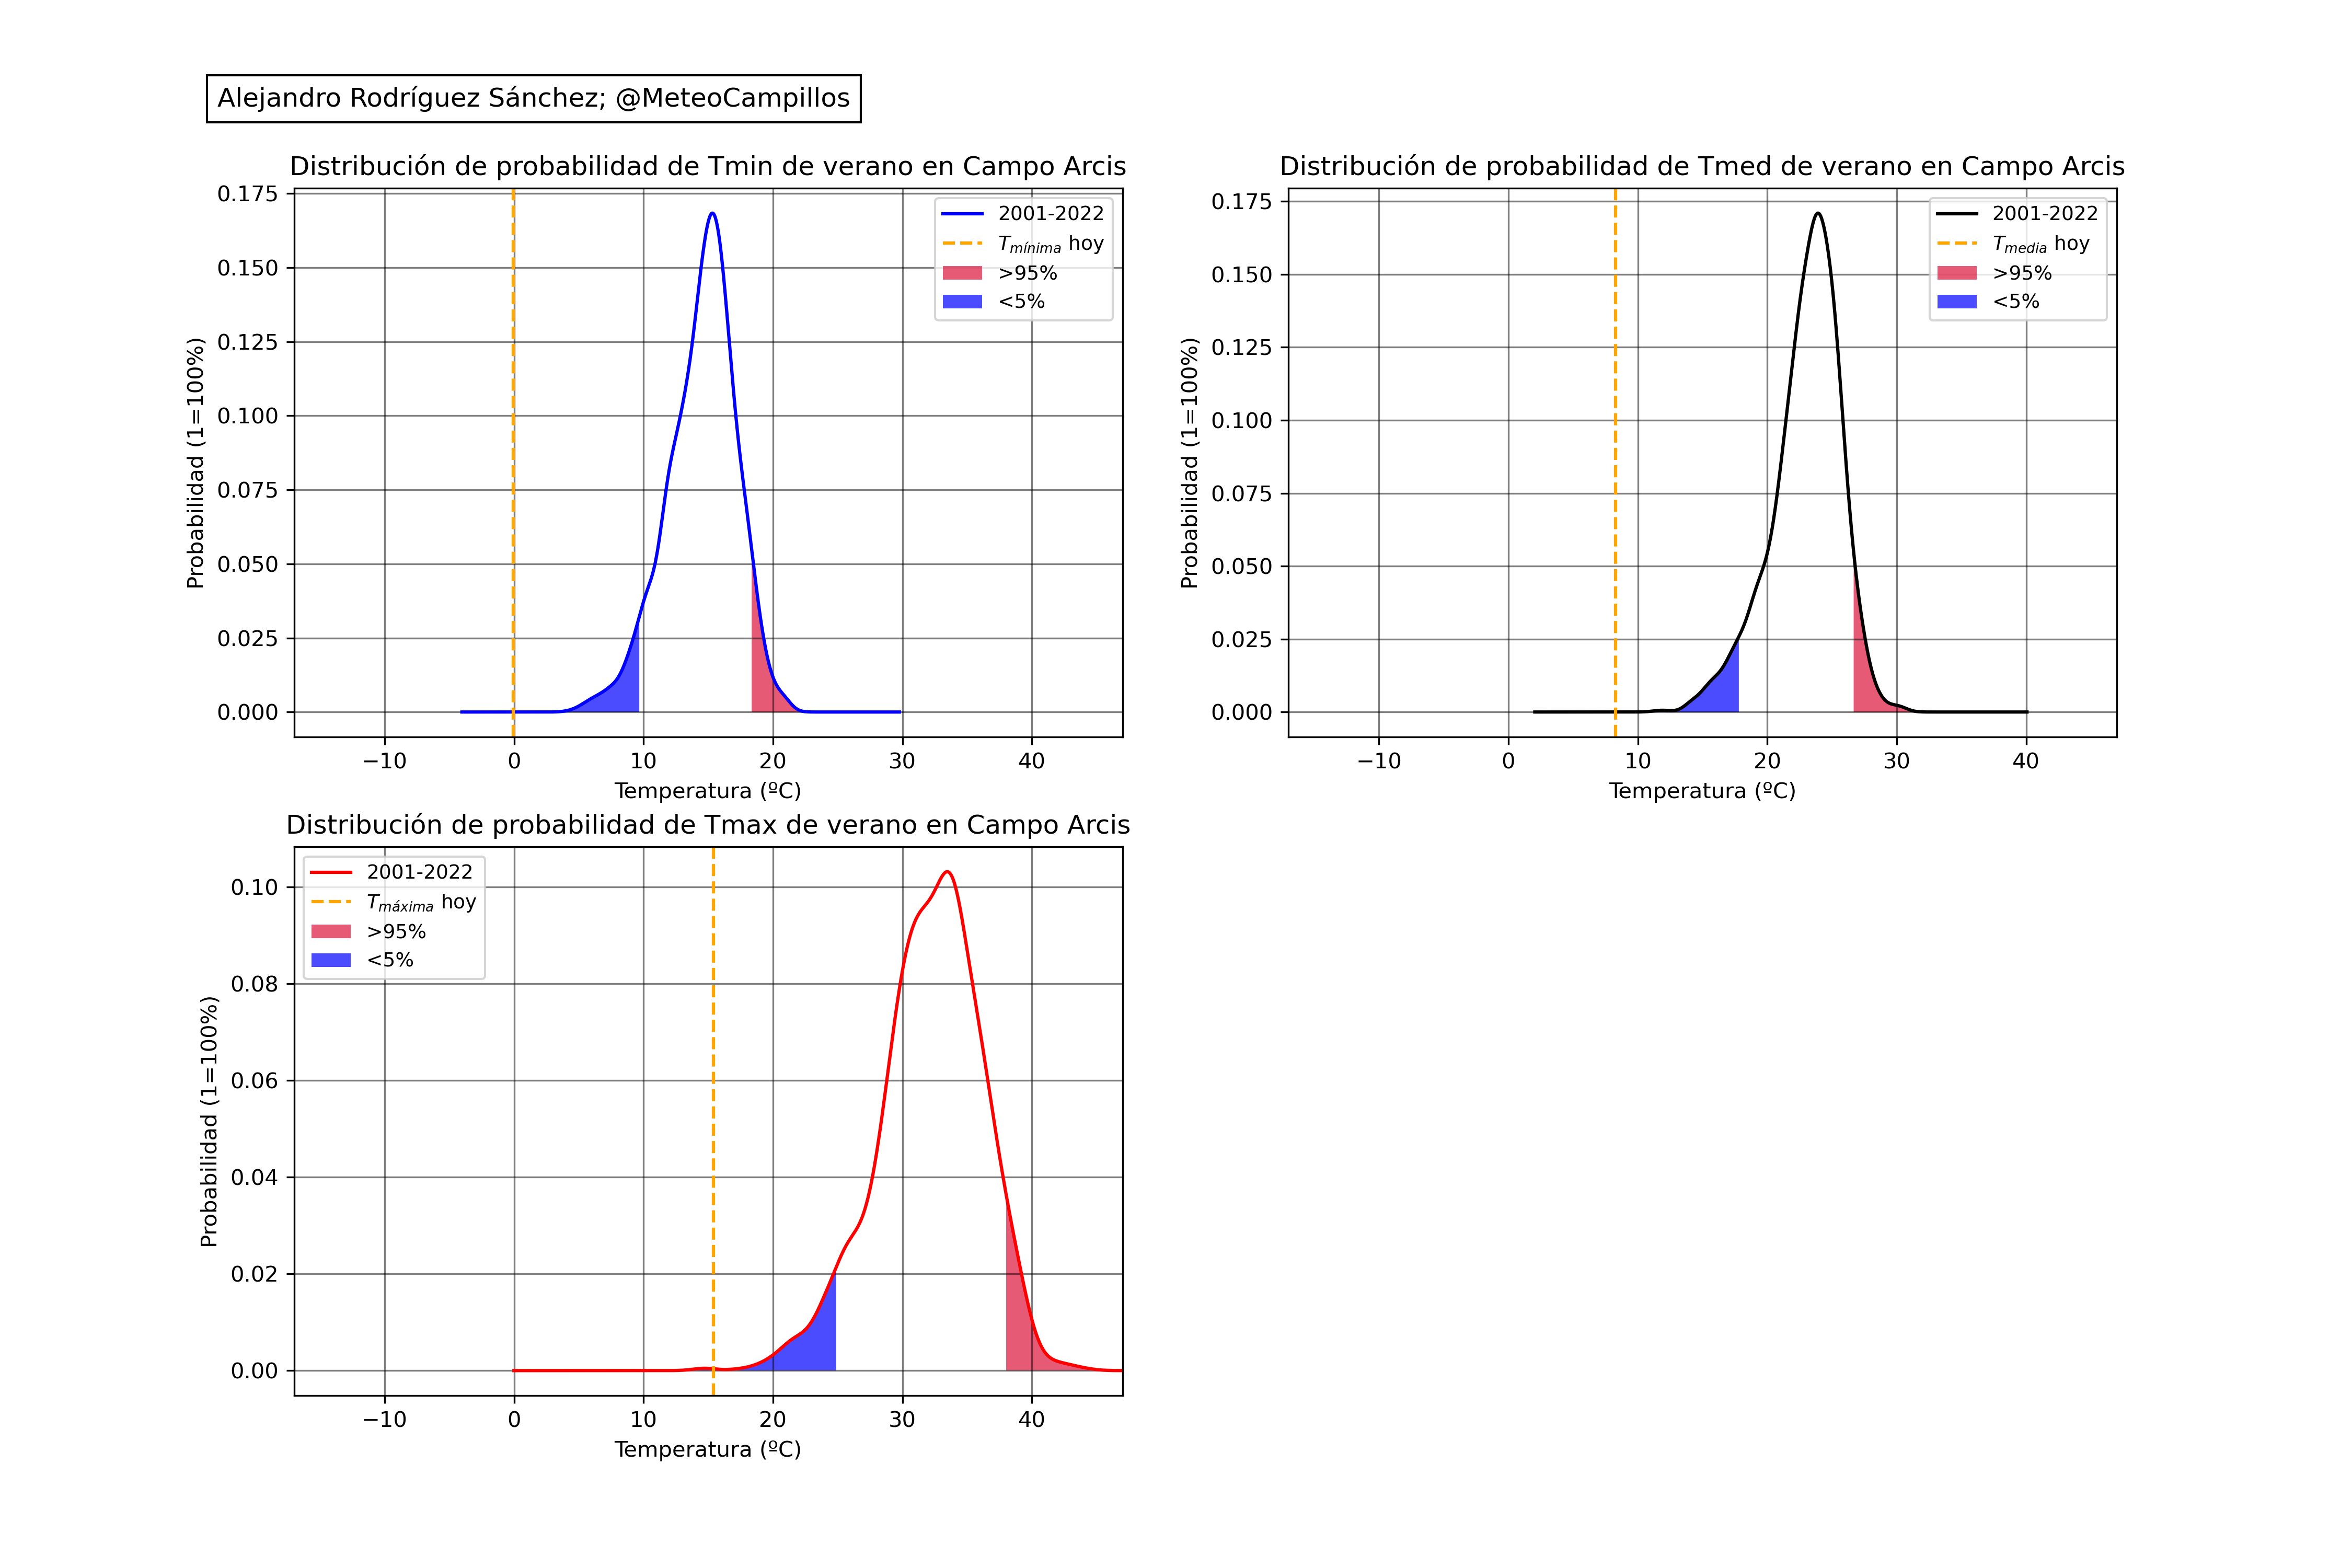 Alejandro Rodríguez Sánchez; @MeteoCampillos
Distribución de probabilidad de Tmin de verano en Campo Arcis
0.175
0.150
0.125
0.100
0.075
0.050
0.025
0.000
Probabilidad (1=100%)
−10 0 10 20 30 40
Temperatura (ºC)
2001-2022
Tmínima hoy
>95%
<5%
Distribución de probabilidad de Tmed de verano en Campo Arcis
0.175
0.150
0.125
0.100
0.075
0.050
0.025
0.000
Probabilidad (1=100%)
−10 0 10 20 30 40
Temperatura (ºC)
2001-2022
Tmedia hoy
>95%
<5%
Distribución de probabilidad de Tmax de verano en Campo Arcis
0.10
0.08
0.06
0.04
0.02
0.00
Probabilidad (1=100%)
−10 0 10 20 30 40
Temperatura (ºC)
2001-2022
Tmáxima hoy
>95%
<5%